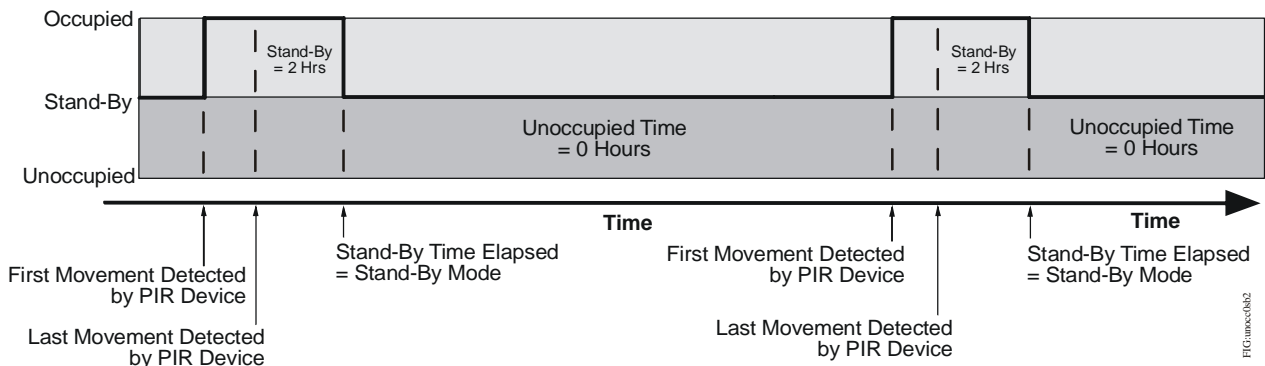 Occupied
Stand-By
= 2 Hrs
Stand-By
= 2 Hrs
Stand-By
Unoccupied Time
= 0 Hours
Unoccupied Time
= 0 Hours
Unoccupied
Time
Time
First Movement Detected
by PIR Device
Stand-By Time Elapsed
= Stand-By Mode
First Movement Detected
by PIR Device
Stand-By Time Elapsed
= Stand-By Mode
Last Movement Detected
by PIR Device
Last Movement Detected
by PIR Device
FIG:unocc0sb2